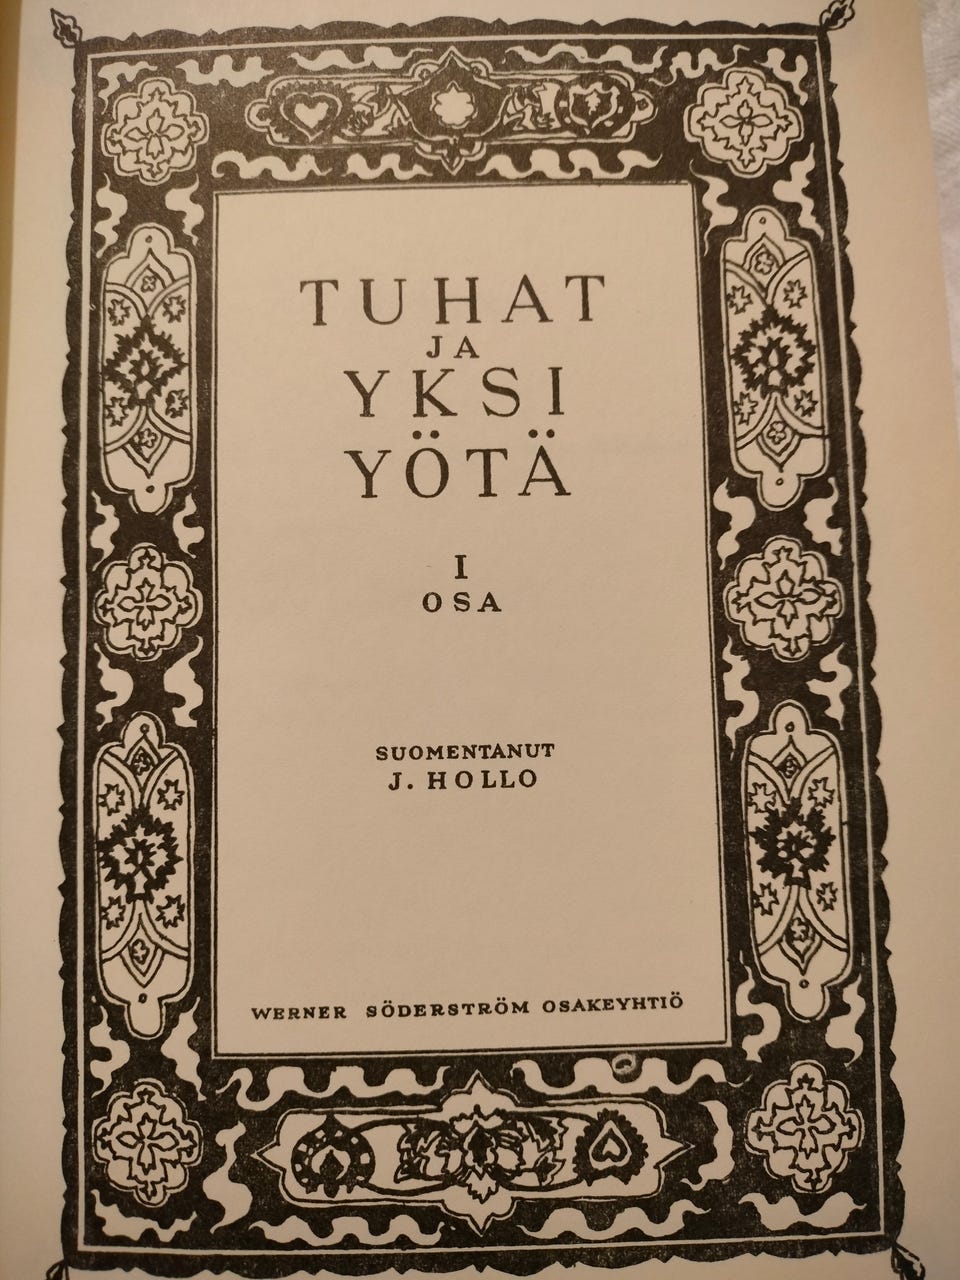 TUHAT
JA
YKSI
YÖTÄ
I
OSA
SUOMENTANUT
J. HOLLO
WERNER SÖDERSTRÖM OSAKEYHTIÖ